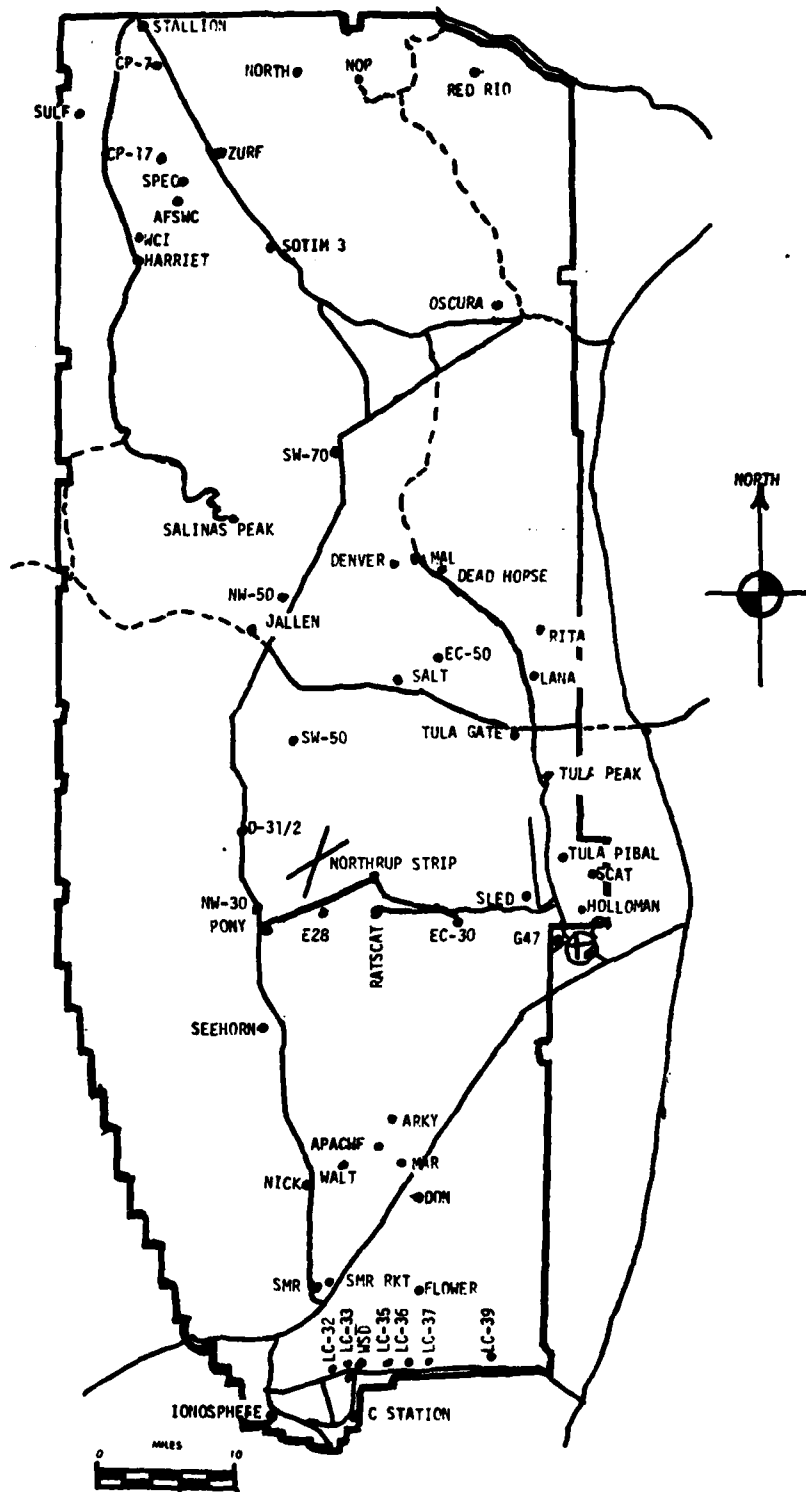 STALLION
CP-7
NORTH
NOP
RED RIO
SULF
CP-17
ZURF
SPEC
AFSWC
WCI
HARRIET
SOTIM 3
OSCURA
SW-70
NORTH
SALINAS PEAK
DENVER
MAL
DEAD HORSE
NW-50
JALLEN
RITA
EC-50
SALT
LANA
SW-50
TULA GATE
TULA PEAK
D-31/2
NORTHRUP STRIP
TULA PIBAL
SCAT
SLED
NW-30
HOLLOMAN
PONY
E28
RATSCAT
EC-30
G47
SEEHORN
ARKY
APACWF
MAR
WALT
NICK
DON
SMR
SMR RKT
FLOWER
LC-32
LC-33
WSD
LC-35
LC-36
LC-37
LC-39
IONOSPHERE
C STATION
MILES
0 10